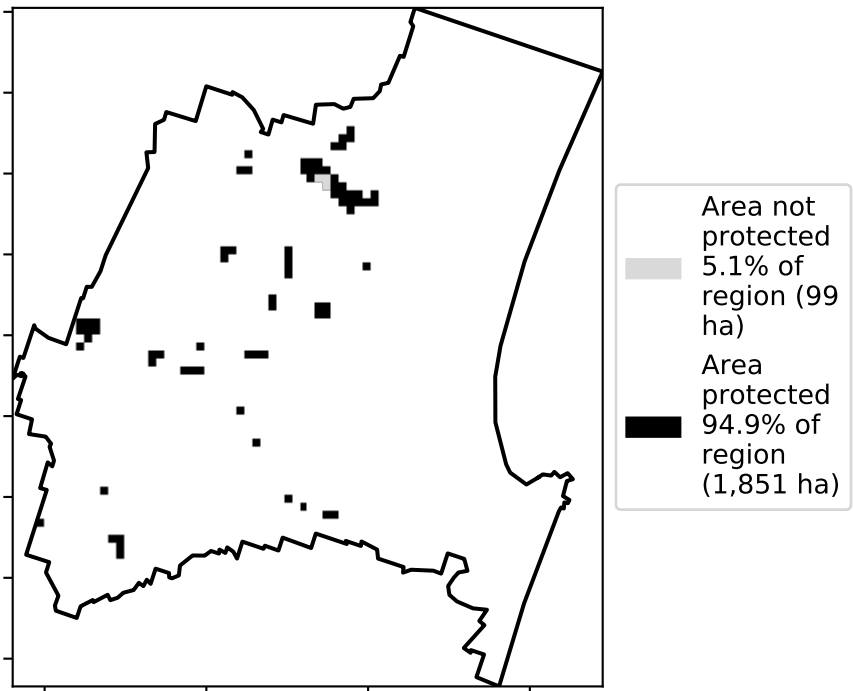 Area not
protected
5.1% of
region (99
ha)
Area
protected
94.9% of
region
(1,851 ha)